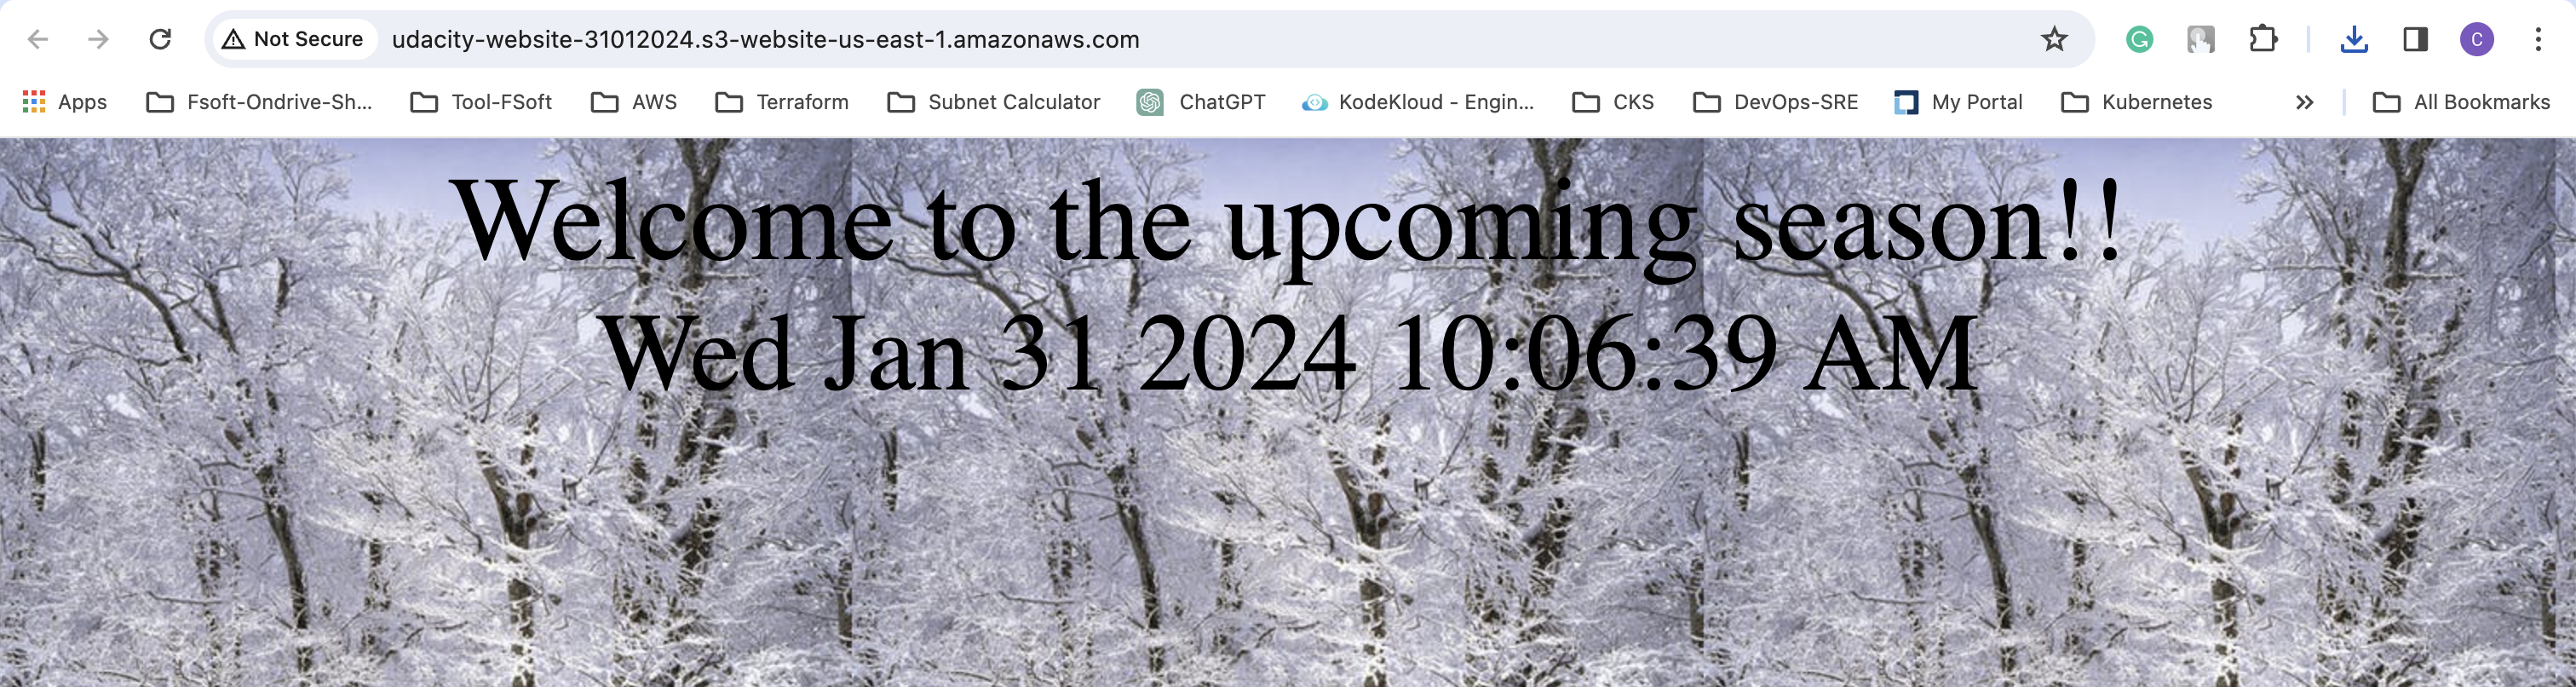 Not Secure udacity-website-31012024.s3-website-us-east-1.amazonaws.com C
Apps Fsoft-Ondrive-Sh... Tool-FSoft AWS Terraform Subnet Calculator ChatGPT KodeKloud - Engin... CKS DevOps-SRE My Portal Kubernetes All Bookmarks
Welcome to the upcoming season!!
Wed Jan 31 2024 10:06:39 AM